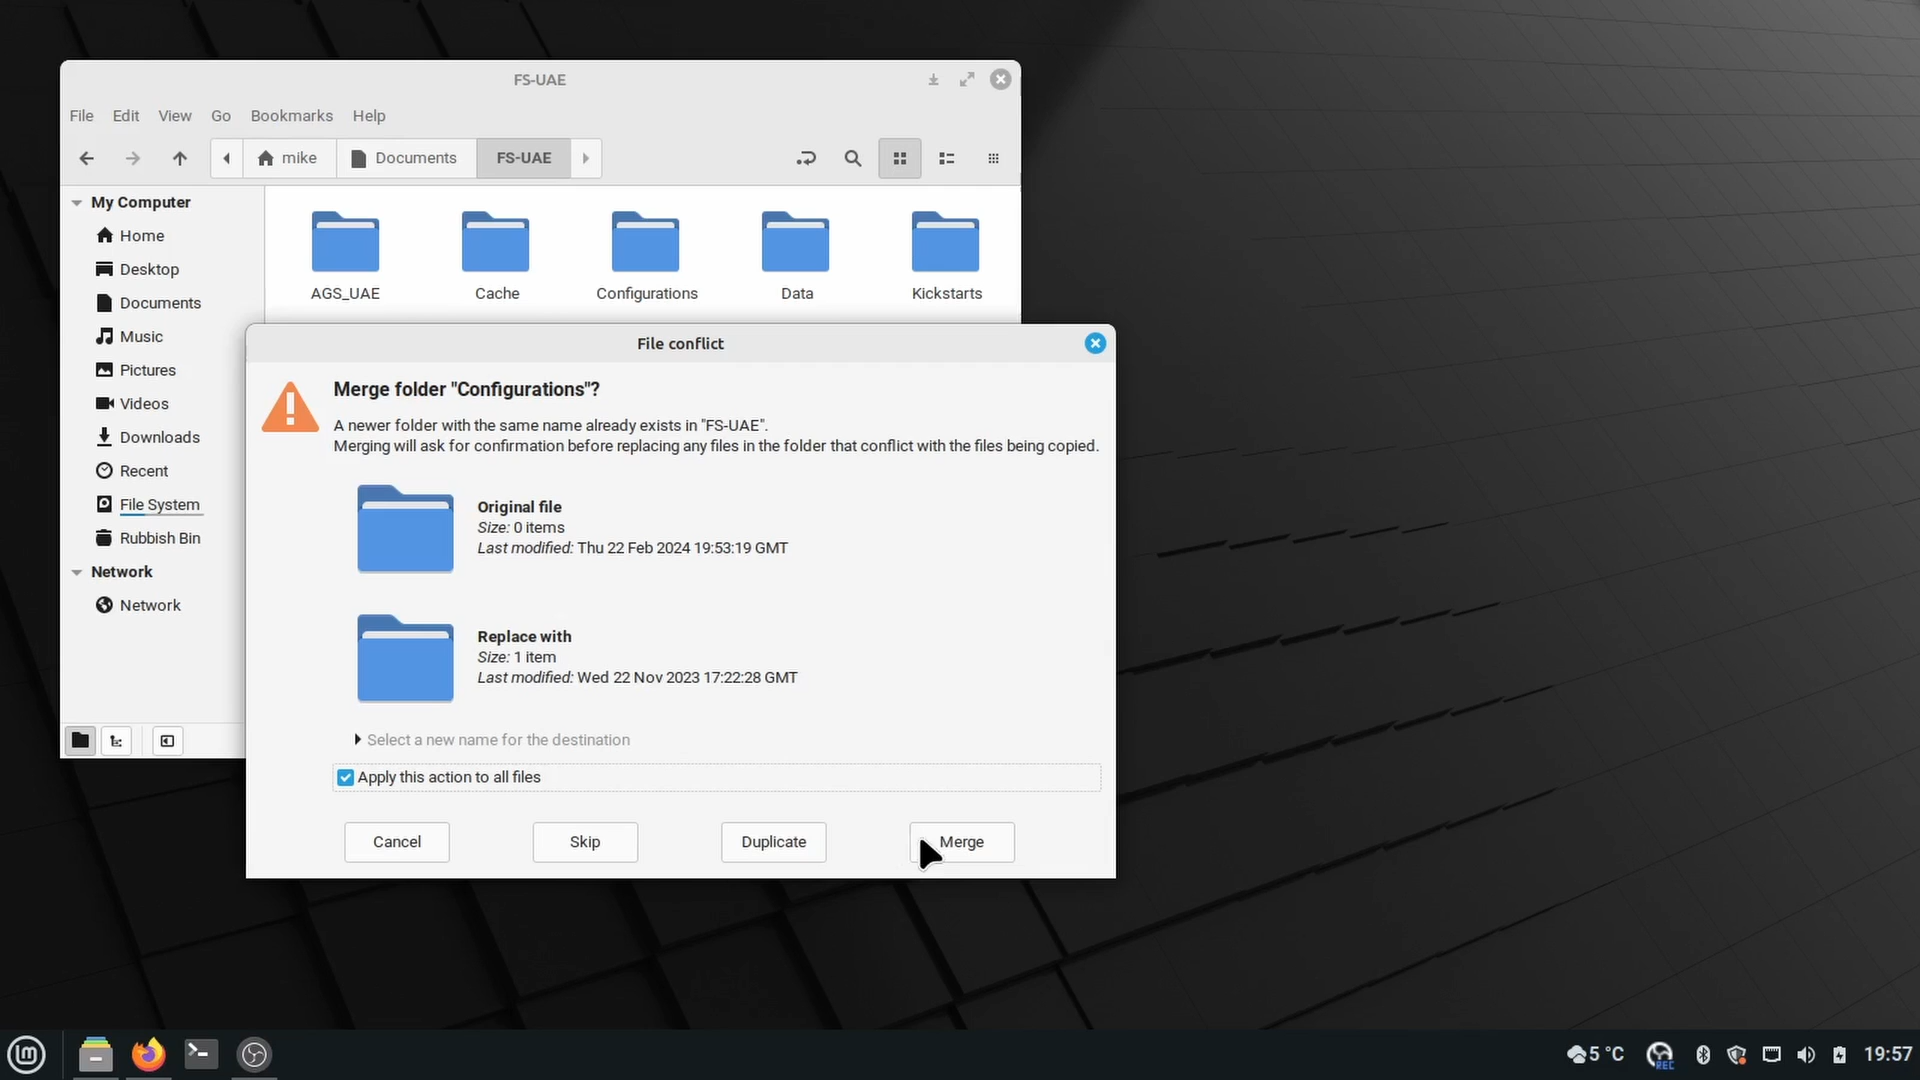 FS-UAE
File Edit View Go Bookmarks Help
mike Documents FS-UAE
My Computer
Home
Desktop
Documents
Music
Pictures
Videos
Downloads
Recent
File System
Rubbish Bin
Network
Network
AGS_UAE Cache Configurations Data Kickstarts
File conflict
Merge folder "Configurations"?
A newer folder with the same name already exists in "FS-UAE".
Merging will ask for confirmation before replacing any files in the folder that conflict with the files being copied.
Original file
Size: 0 items
Last modified: Thu 22 Feb 2024 19:53:19 GMT
Replace with
Size: 1 item
Last modified: Wed 22 Nov 2023 17:22:28 GMT
Select a new name for the destination
Apply this action to all files
Cancel Skip Duplicate Merge
5 °C REC 19:57